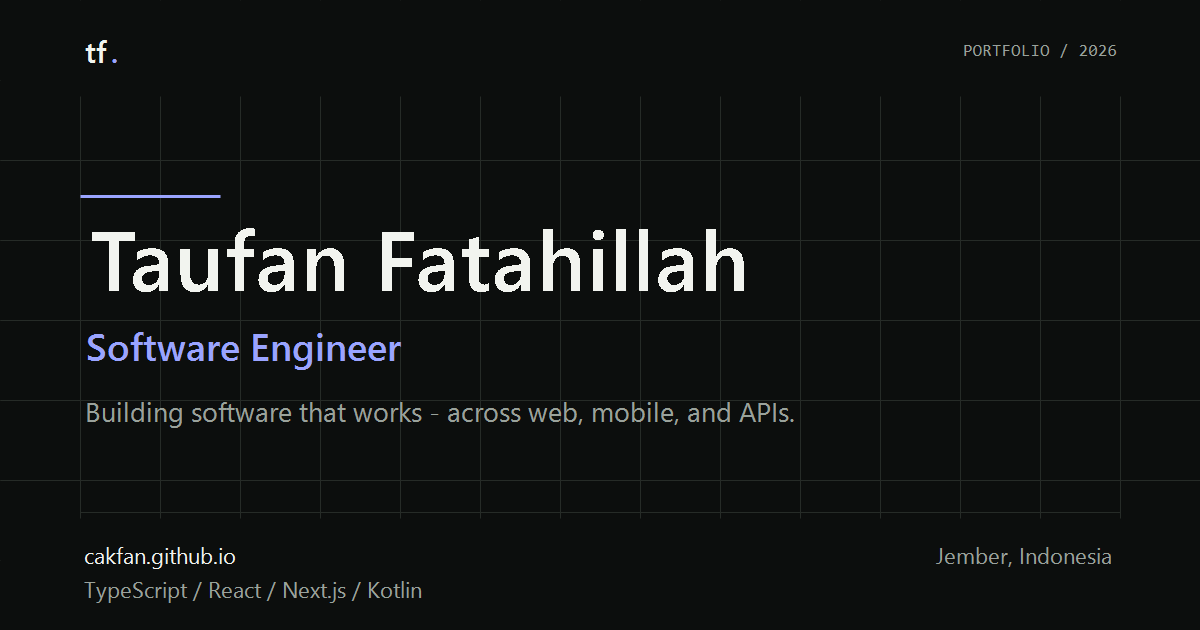 tf.
PORTFOLIO / 2026
Taufan Fatahillah
Software Engineer
Building software that works - across web, mobile, and APIs.
cakfan.github.io
Jember, Indonesia
TypeScript / React / Next.js / Kotlin